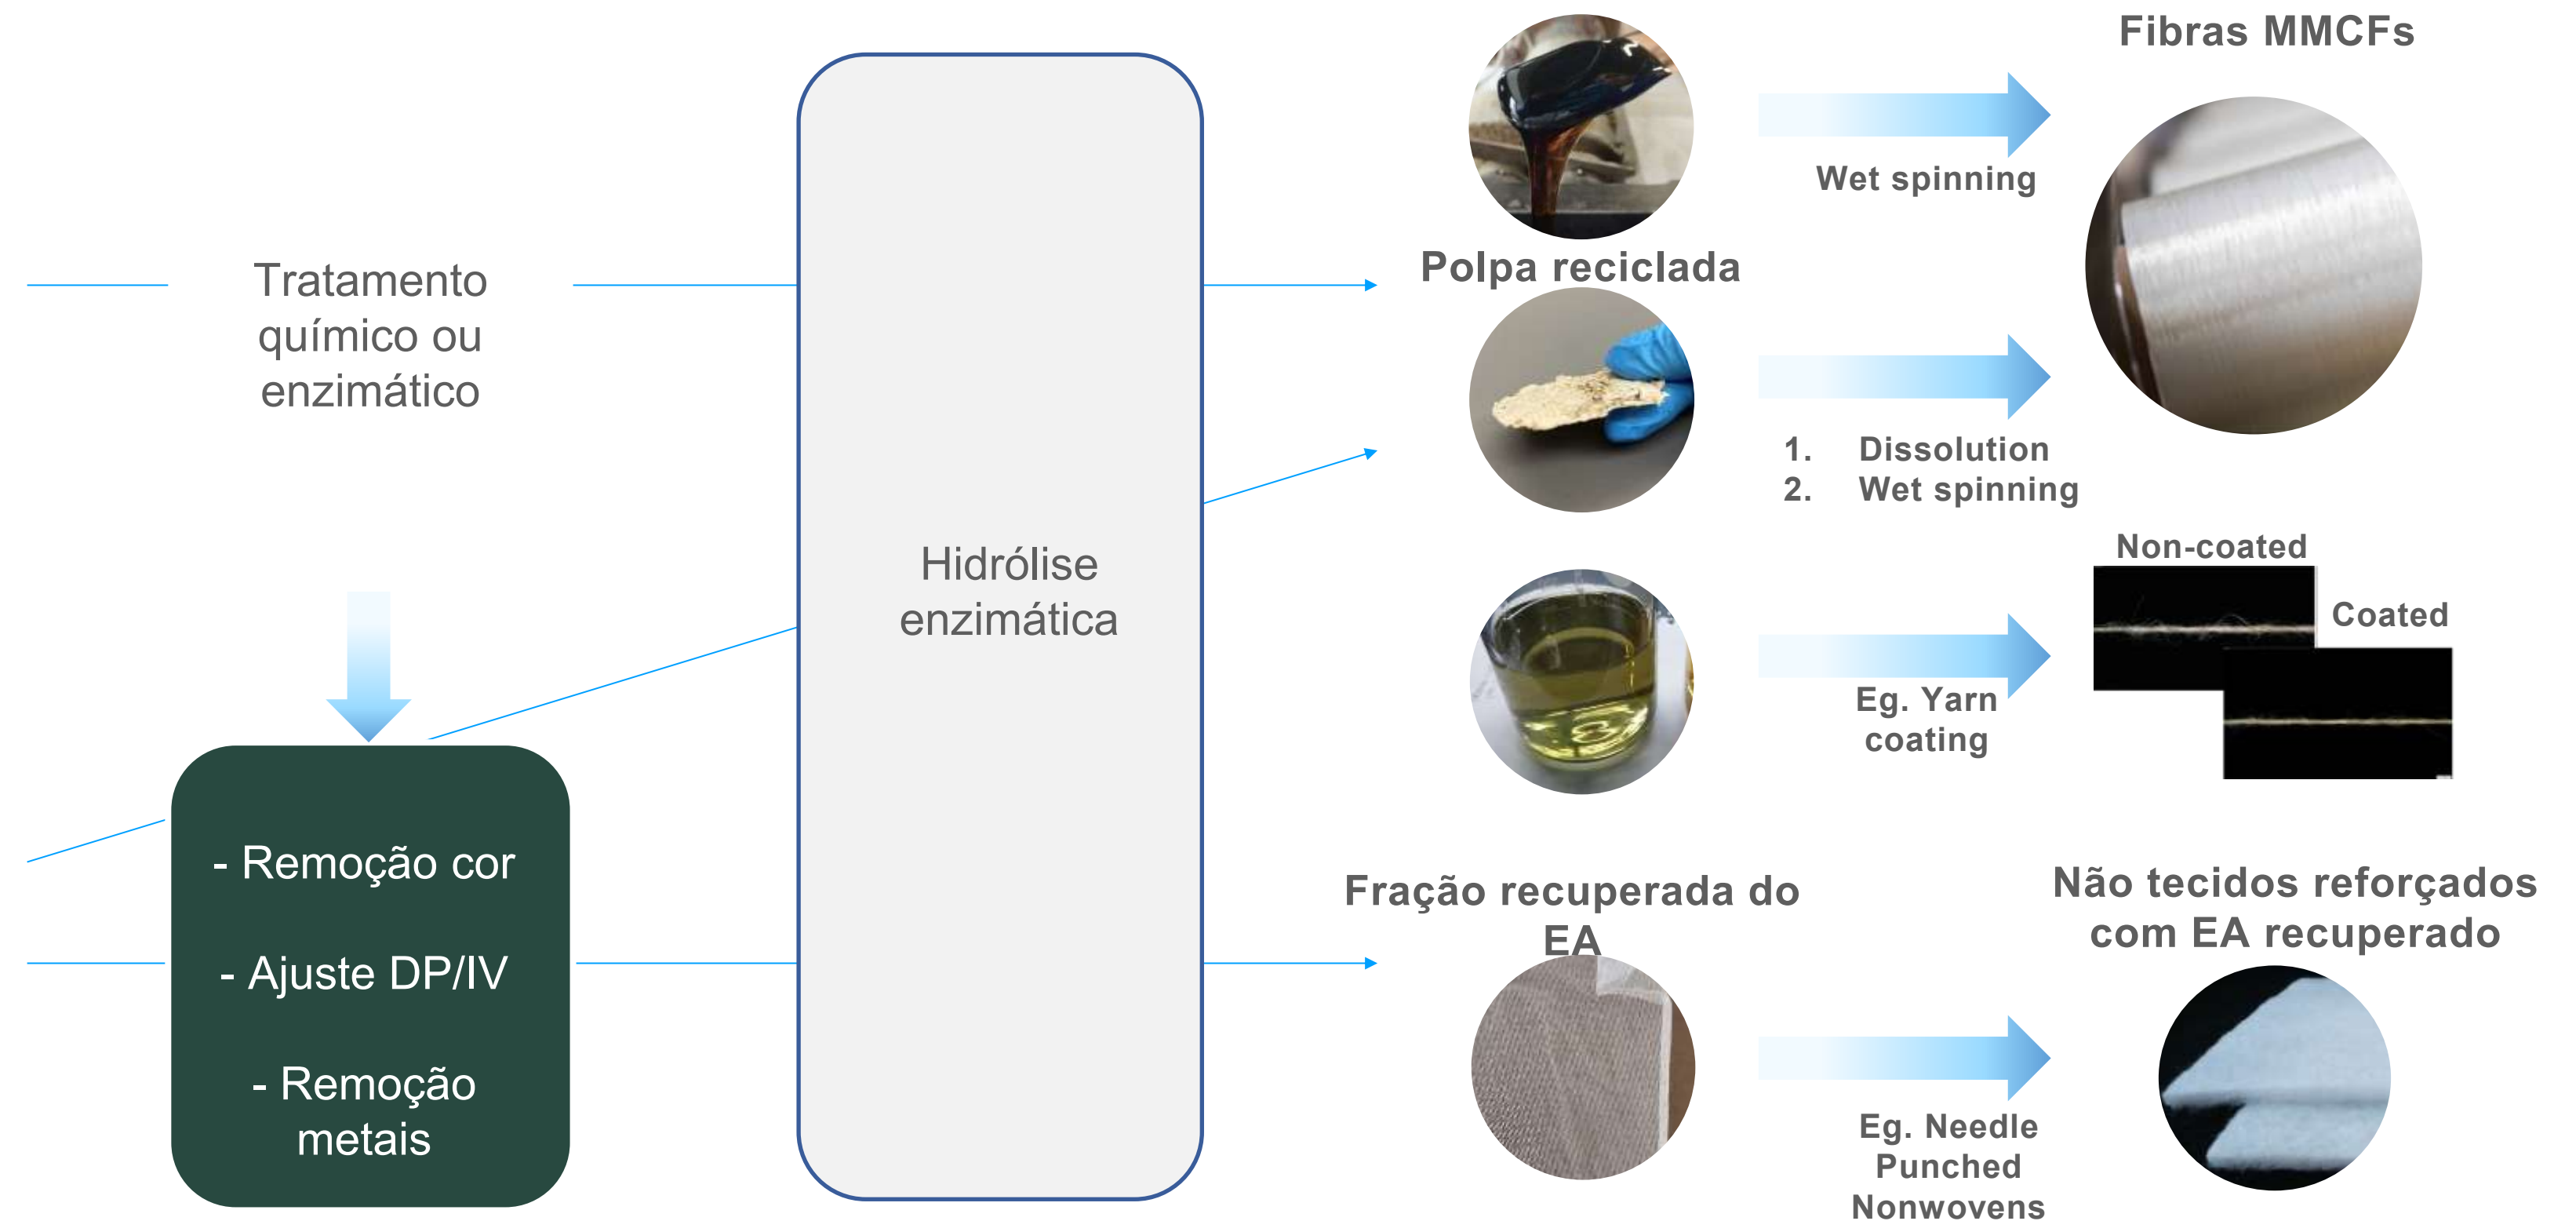 Tratamento
químico ou
enzimático
- Remoção cor
- Ajuste DP/IV
- Remoção
metais
Hidrólise
enzimática
Polpa reciclada
Fração recuperada do
EA
Wet spinning
1. Dissolution
2. Wet spinning
Eg. Yarn
coating
Eg. Needle
Punched
Nonwovens
Fibras MMCFs
Non-coated
Coated
Não tecidos reforçados
com EA recuperado